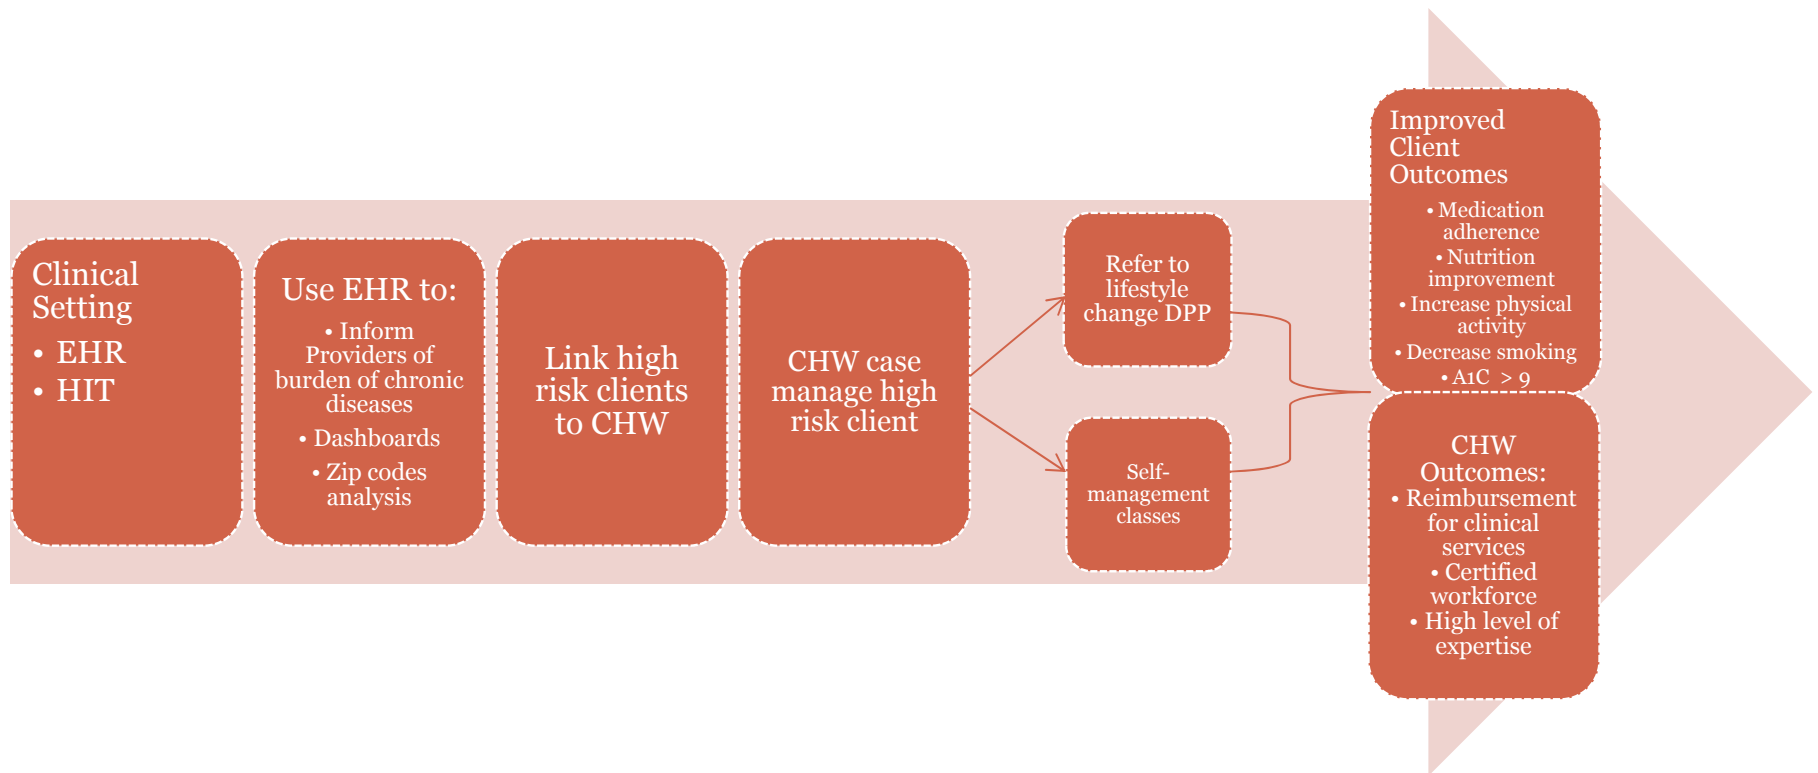 Clinical
Setting
• EHR
• HIT
Use EHR to:
• Inform
Providers of
burden of chronic
diseases
• Dashboards
• Zip codes
analysis
Link high
risk clients
to CHW
CHW case
manage high
risk client
Refer to
lifestyle
change DPP
Self-
management
classes
Improved
Client
Outcomes
• Medication
adherence
• Nutrition
improvement
• Increase physical
activity
• Decrease smoking
• A1C > 9
CHW
Outcomes:
• Reimbursement
for clinical
services
• Certified
workforce
• High level of
expertise